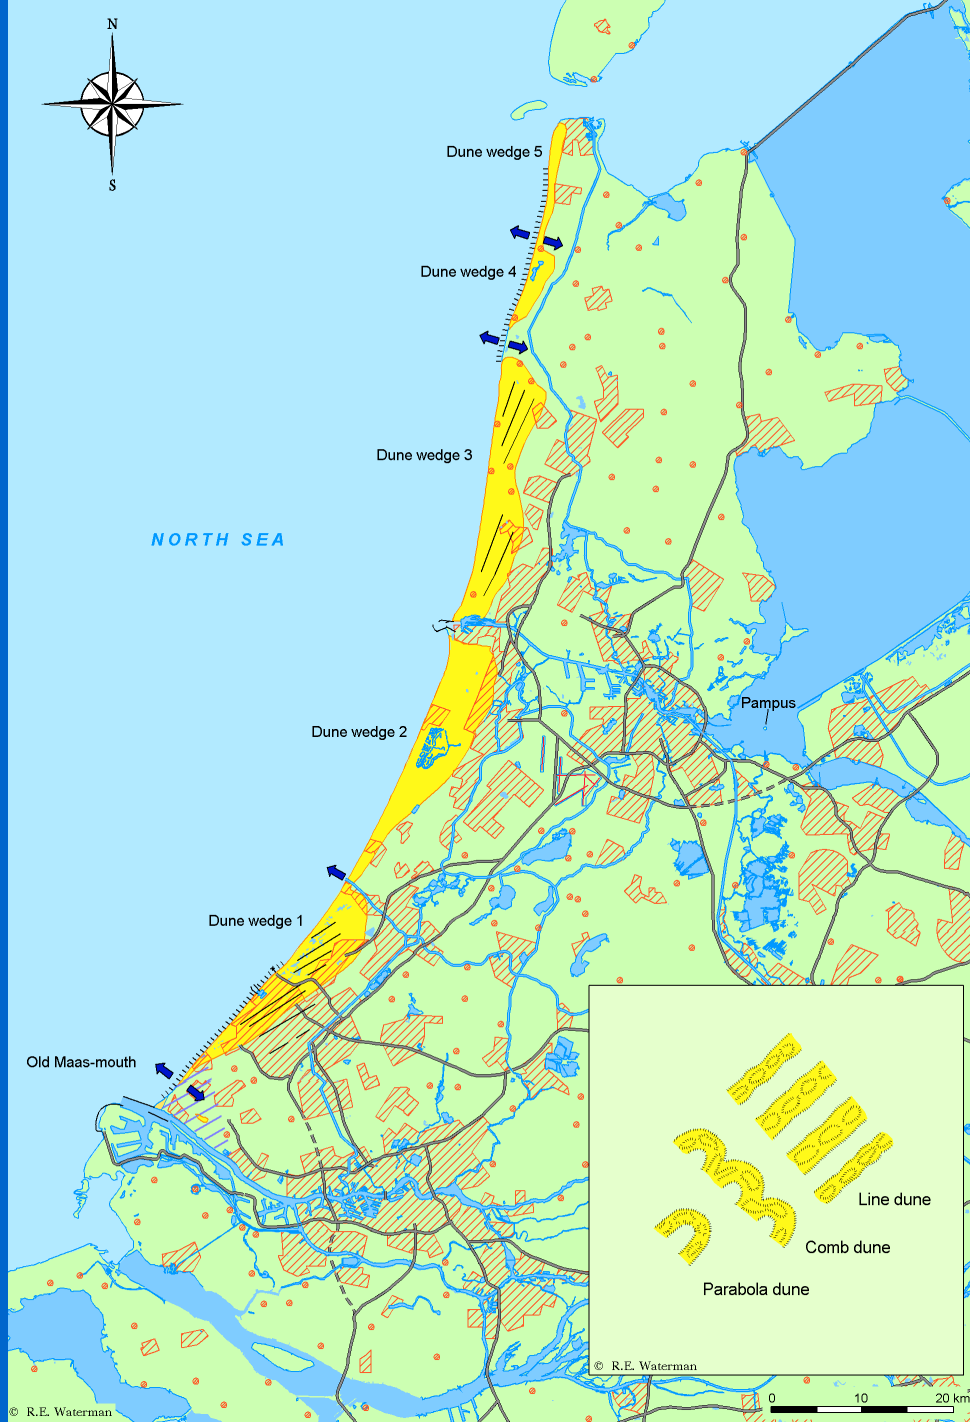 N
S
Dune wedge 5
Dune wedge 4
Dune wedge 3
NORTH SEA
Pampus
Dune wedge 2
Dune wedge 1
Old Maas-mouth
Line dune
Comb dune
Parabola dune
© R.E. Waterman
0 10 20 km
© R.E. Waterman